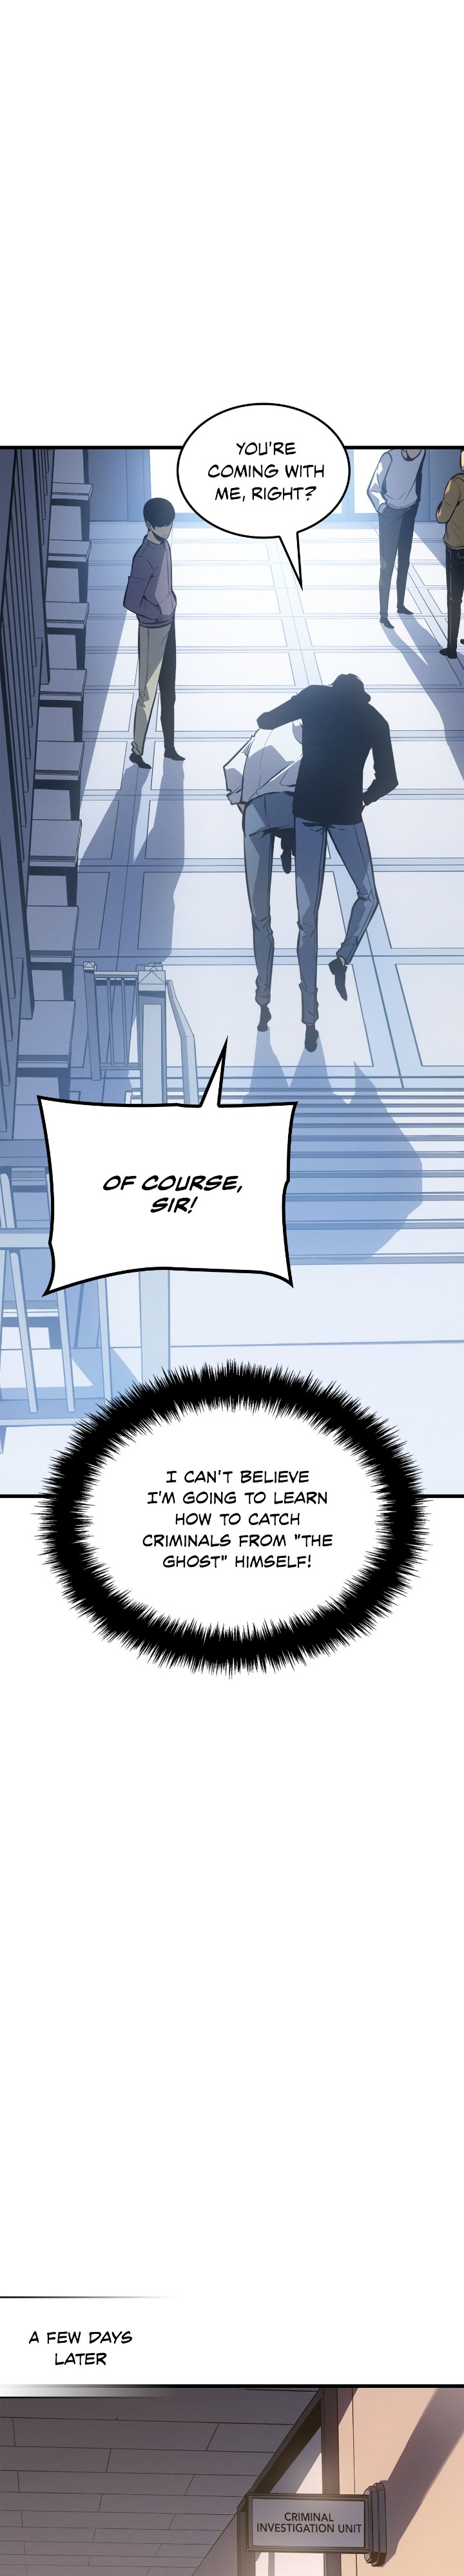 YOU'RE
COMING WITH
ME, RIGHT?
OF COURSE,
SIR!
I CAN'T BELIEVE
I'M GOING TO LEARN
HOW TO CATCH
CRIMINALS FROM "THE
GHOST" HIMSELF!
A FEW DAYS
LATER
CRIMINAL
INVESTIGATION UNIT